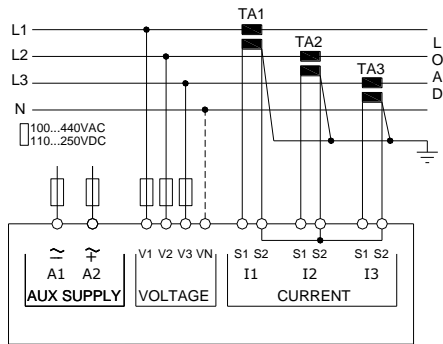 TA1
L1
TA2
L2
TA3
L3
N
LOAD
100...440VAC
110...250VDC
V1 V2 V3 VN
S1 S2 S1 S2 S1 S2
A1 A2
I1 I2 I3
AUX SUPPLY VOLTAGE CURRENT